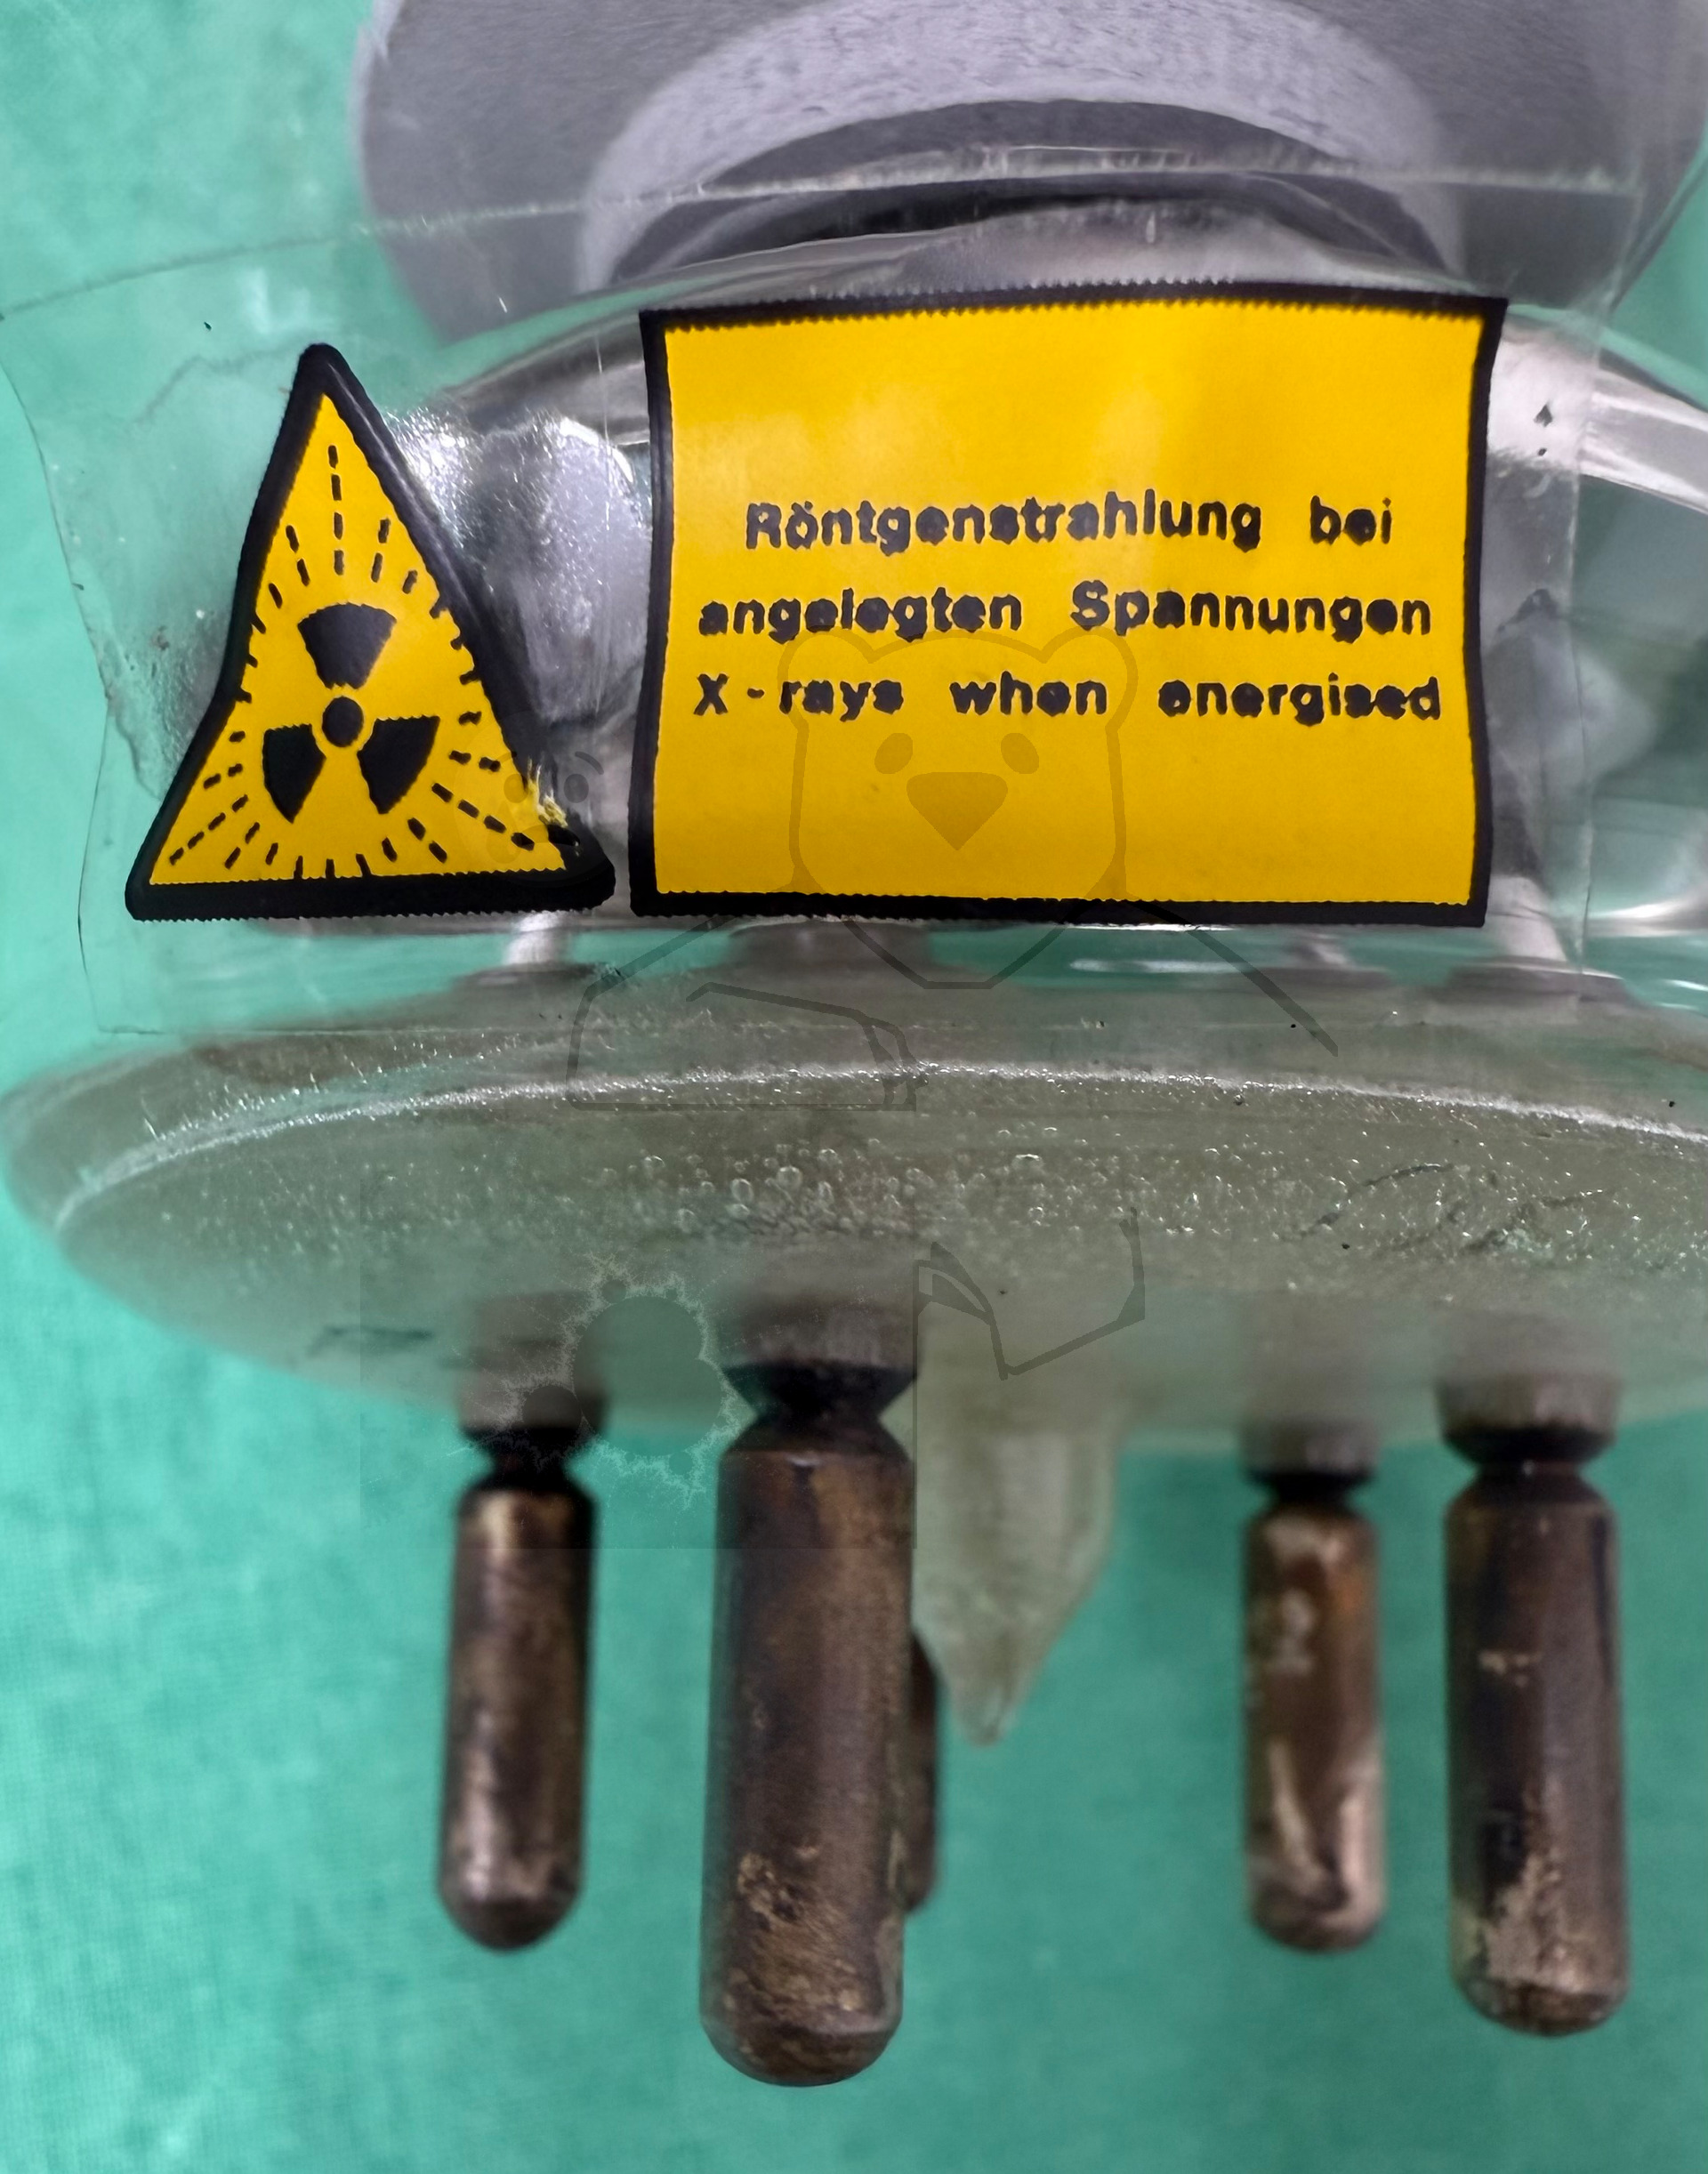 Röntgenstrahlung bei
angelegten Spannungen
X-rays when energised